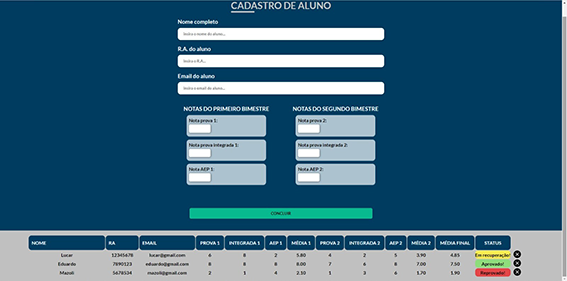 CADASTRO DE ALUNO
Nome completo
Insira o nome do aluno...
R.A. do aluno
Insira o R.A...
Email do aluno
Insira o email do aluno...
NOTAS DO PRIMEIRO BIMESTRE NOTAS DO SEGUNDO BIMESTRE
Nota prova 1: Nota prova 2:
Nota prova integrada 1: Nota prova integrada 2:
Nota AEP 1: Nota AEP 2:
CONCLUIR
NOME RA EMAIL PROVA 1 INTEGRADA 1 AEP 1 MÉDIA 1 PROVA 2 INTEGRADA 2 AEP 2 MÉDIA 2 MÉDIA FINAL STATUS
Lucar 12345678 lucar@gmail.com 6 8 2 5.80 4 2 5 3.90 4.85 Em recuperação!
Eduardo 7890123 eduardo@gmail.com 8 8 8 8.00 7 6 8 7.00 7.50 Aprovado!
Mazoli 5678534 mazoli@gmail.com 2 1 4 2.10 1 3 6 1.70 1.90 Reprovado!